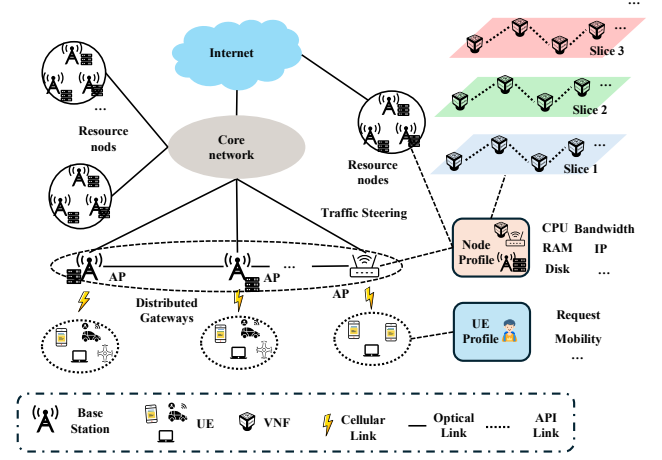 ...
Slice 3
...
Slice 2
...
Slice 1
...
Internet
...
Resource
nods
Core
network
Resource
nodes
Traffic Steering
Node
Profile
CPU Bandwidth
RAM IP
Disk ...
AP
AP
...
AP
Distributed
Gateways
UE
Profile
Request
Mobility
...
Base
Station
UE
VNF
Cellular
Link
Optical
Link
API
Link